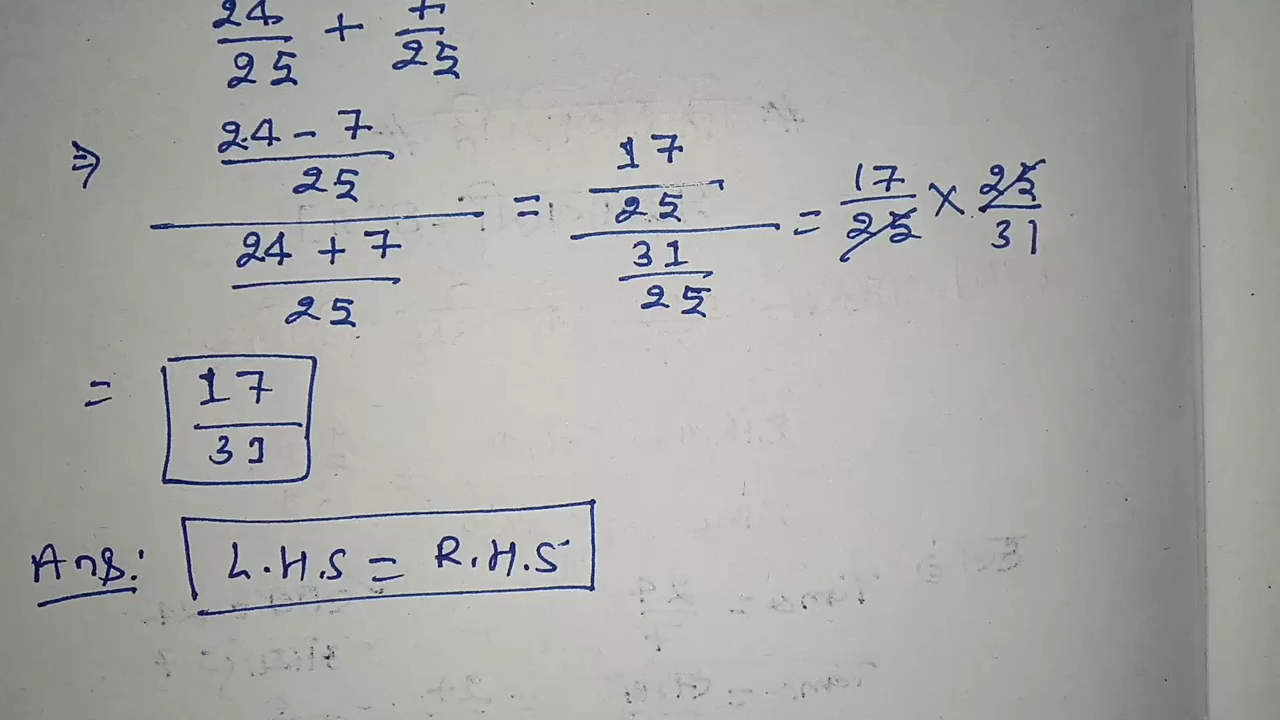 24/25 + 7/25
⇒ ((24 - 7)/25)/((24 + 7)/25) = (17/25)/(31/25) = 17/25 × 25/31
= 17/31
Ans: L.H.S = R.H.S